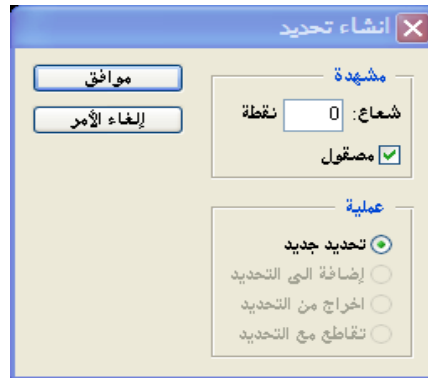 انشاء تحديد
مشهدة
شعاع: 0 نقطة
مصقول
عملية
تحديد جديد
إضافة الى التحديد
اخراج من التحديد
تقاطع مع التحديد
موافق
إلغاء الأمر